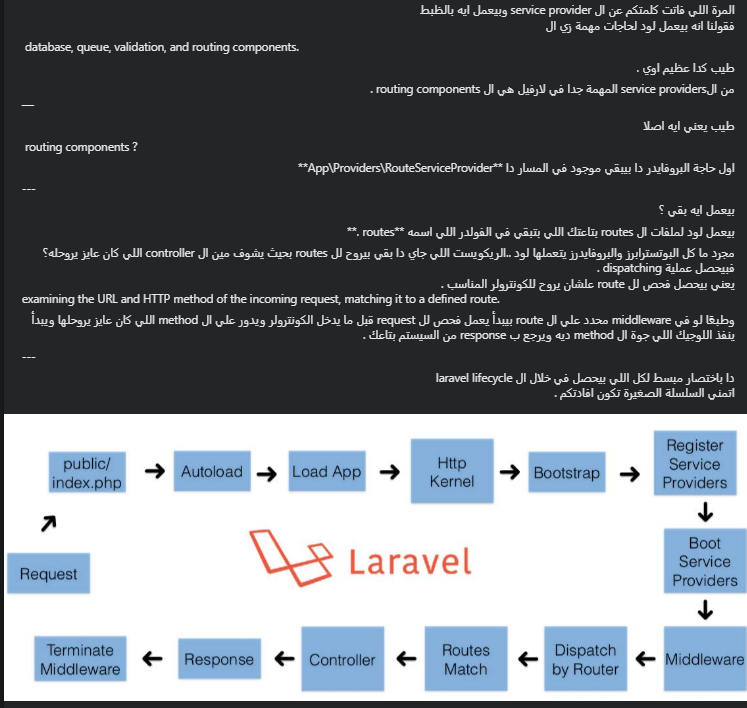 المرة اللي فاتت كلمتكم عن ال service provider وبيعمل ايه بالظبط
فقولنا انه بيعمل لود لحاجات مهمة زي ال
database, queue, validation, and routing components.
طيب كدا عظيم اوي .
من الservice providers المهمة جدا في لارفيل هي ال routing components .
—
طيب يعني ايه اصلا
routing components ?
اول حاجة البروفايدر دا بيبقي موجود في المسار دا **App\Providers\RouteServiceProvider**
---
بيعمل ايه بقي ؟
بيعمل لود لملفات ال routes بتاعتك اللي بتبقي في الفولدر اللي اسمه **routes .**
مجرد ما كل البوتسترابرز والبروفايدرز يتعملها لود ..الريكويست اللي جاي دا بقي بيروح لل routes بحيث يشوف مين ال controller اللي كان عايز يروحله؟
فبيحصل عملية dispatching .
يعني بيحصل فحص لل route علشان يروح للكونترولر المناسب .
examining the URL and HTTP method of the incoming request, matching it to a defined route.
وطبعًا لو في middleware محدد علي ال route بيبدأ يعمل فحص لل request قبل ما يدخل الكونترولر ويدور علي ال method اللي كان عايز يروحلها ويبدأ
ينفذ اللوجيك اللي جوة ال method ديه ويرجع ب response من السيستم بتاعك .
---
دا باختصار مبسط لكل اللي بيحصل في خلال ال laravel lifecycle
اتمني السلسلة الصغيرة تكون افادتكم .
public/
index.php
Autoload
Load App
Http
Kernel
Bootstrap
Register
Service
Providers
Boot
Service
Providers
Request
Laravel
Terminate
Middleware
Response
Controller
Routes
Match
Dispatch
by Router
Middleware